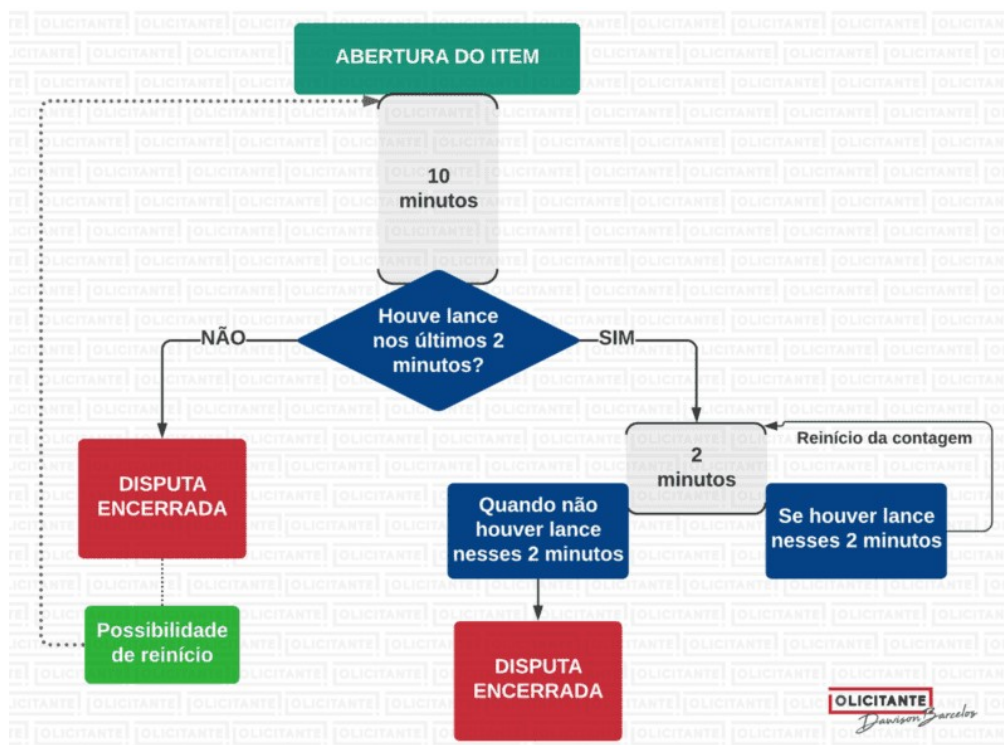 ABERTURA DO ITEM
10
minutos
Houve lance
nos últimos 2
minutos?
NÃO
SIM
DISPUTA
ENCERRADA
Possibilidade
de reinício
2
minutos
Reinício da contagem
Quando não
houver lance
nesses 2 minutos
Se houver lance
nesses 2 minutos
DISPUTA
ENCERRADA
OLICITANTE
Dawison Barcelos